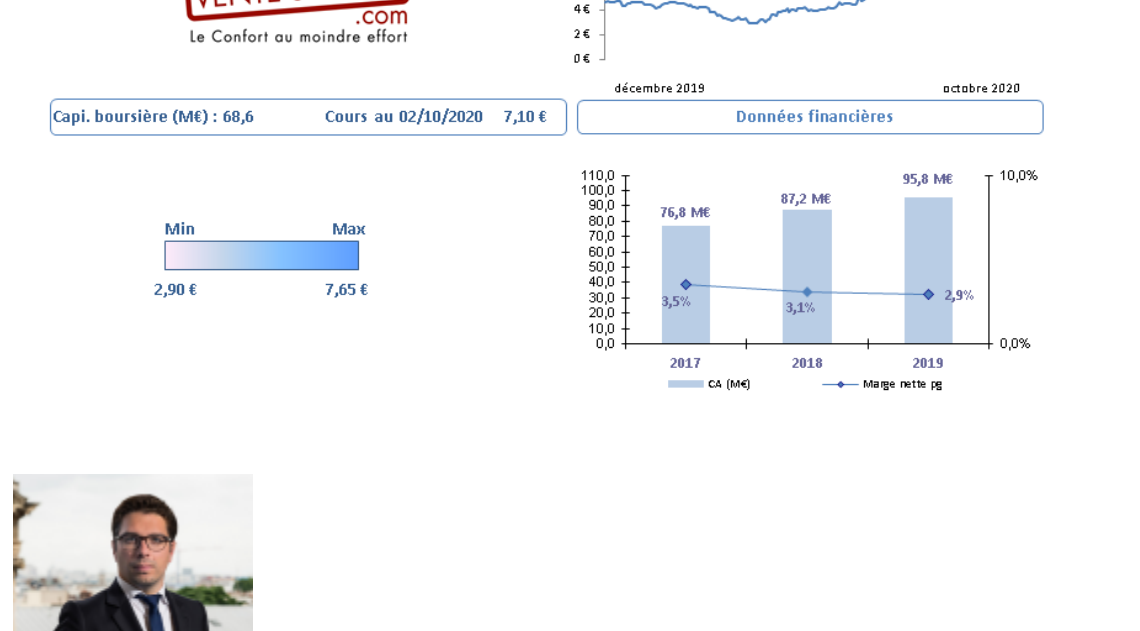 VENTE
.com
Le Confort au moindre effort
4 €
2 €
0 €
décembre 2019 octobre 2020
Capi. boursière (M€) : 68,6 Cours au 02/10/2020 7,10 €
Données financières
110,0
100,0
90,0
80,0
70,0
60,0
50,0
40,0
30,0
20,0
10,0
0,0
76,8 M€
87,2 M€
95,8 M€
10,0%
3,5%
3,1%
2,9%
0,0%
2017 2018 2019
CA (M€) Marge nette pg
Min Max
2,90 € 7,65 €